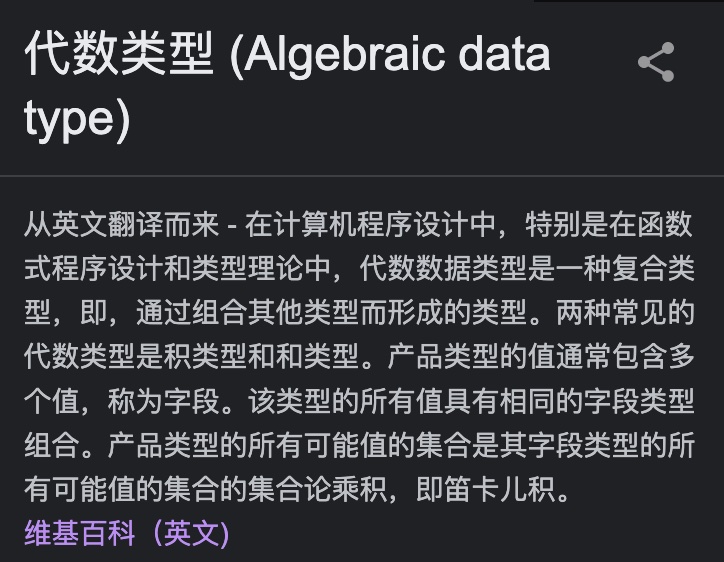 代数类型 (Algebraic data
type)
从英文翻译而来 - 在计算机程序设计中，特别是在函数
式程序设计和类型理论中，代数数据类型是一种复合类
型，即，通过组合其他类型而形成的类型。两种常见的
代数类型是积类型和和类型。产品类型的值通常包含多
个值，称为字段。该类型的所有值具有相同的字段类型
组合。产品类型的所有可能值的集合是其字段类型的所
有可能值的集合的集合论乘积，即笛卡儿积。
维基百科（英文)